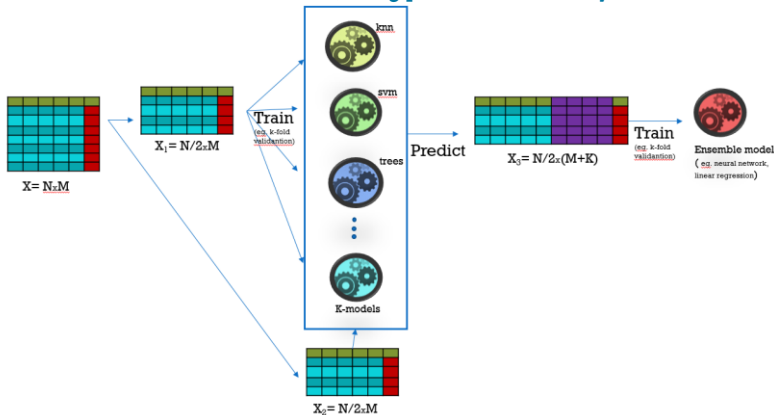 knn
svm
trees
K-models
X= NxM
X1= N/2xM
Train
(eg. k-fold
validantion)
Predict
X2= N/2xM
X3= N/2x(M+K)
Train
(eg. k-fold
validantion)
Ensemble model
( eg. neural network,
linear regression)